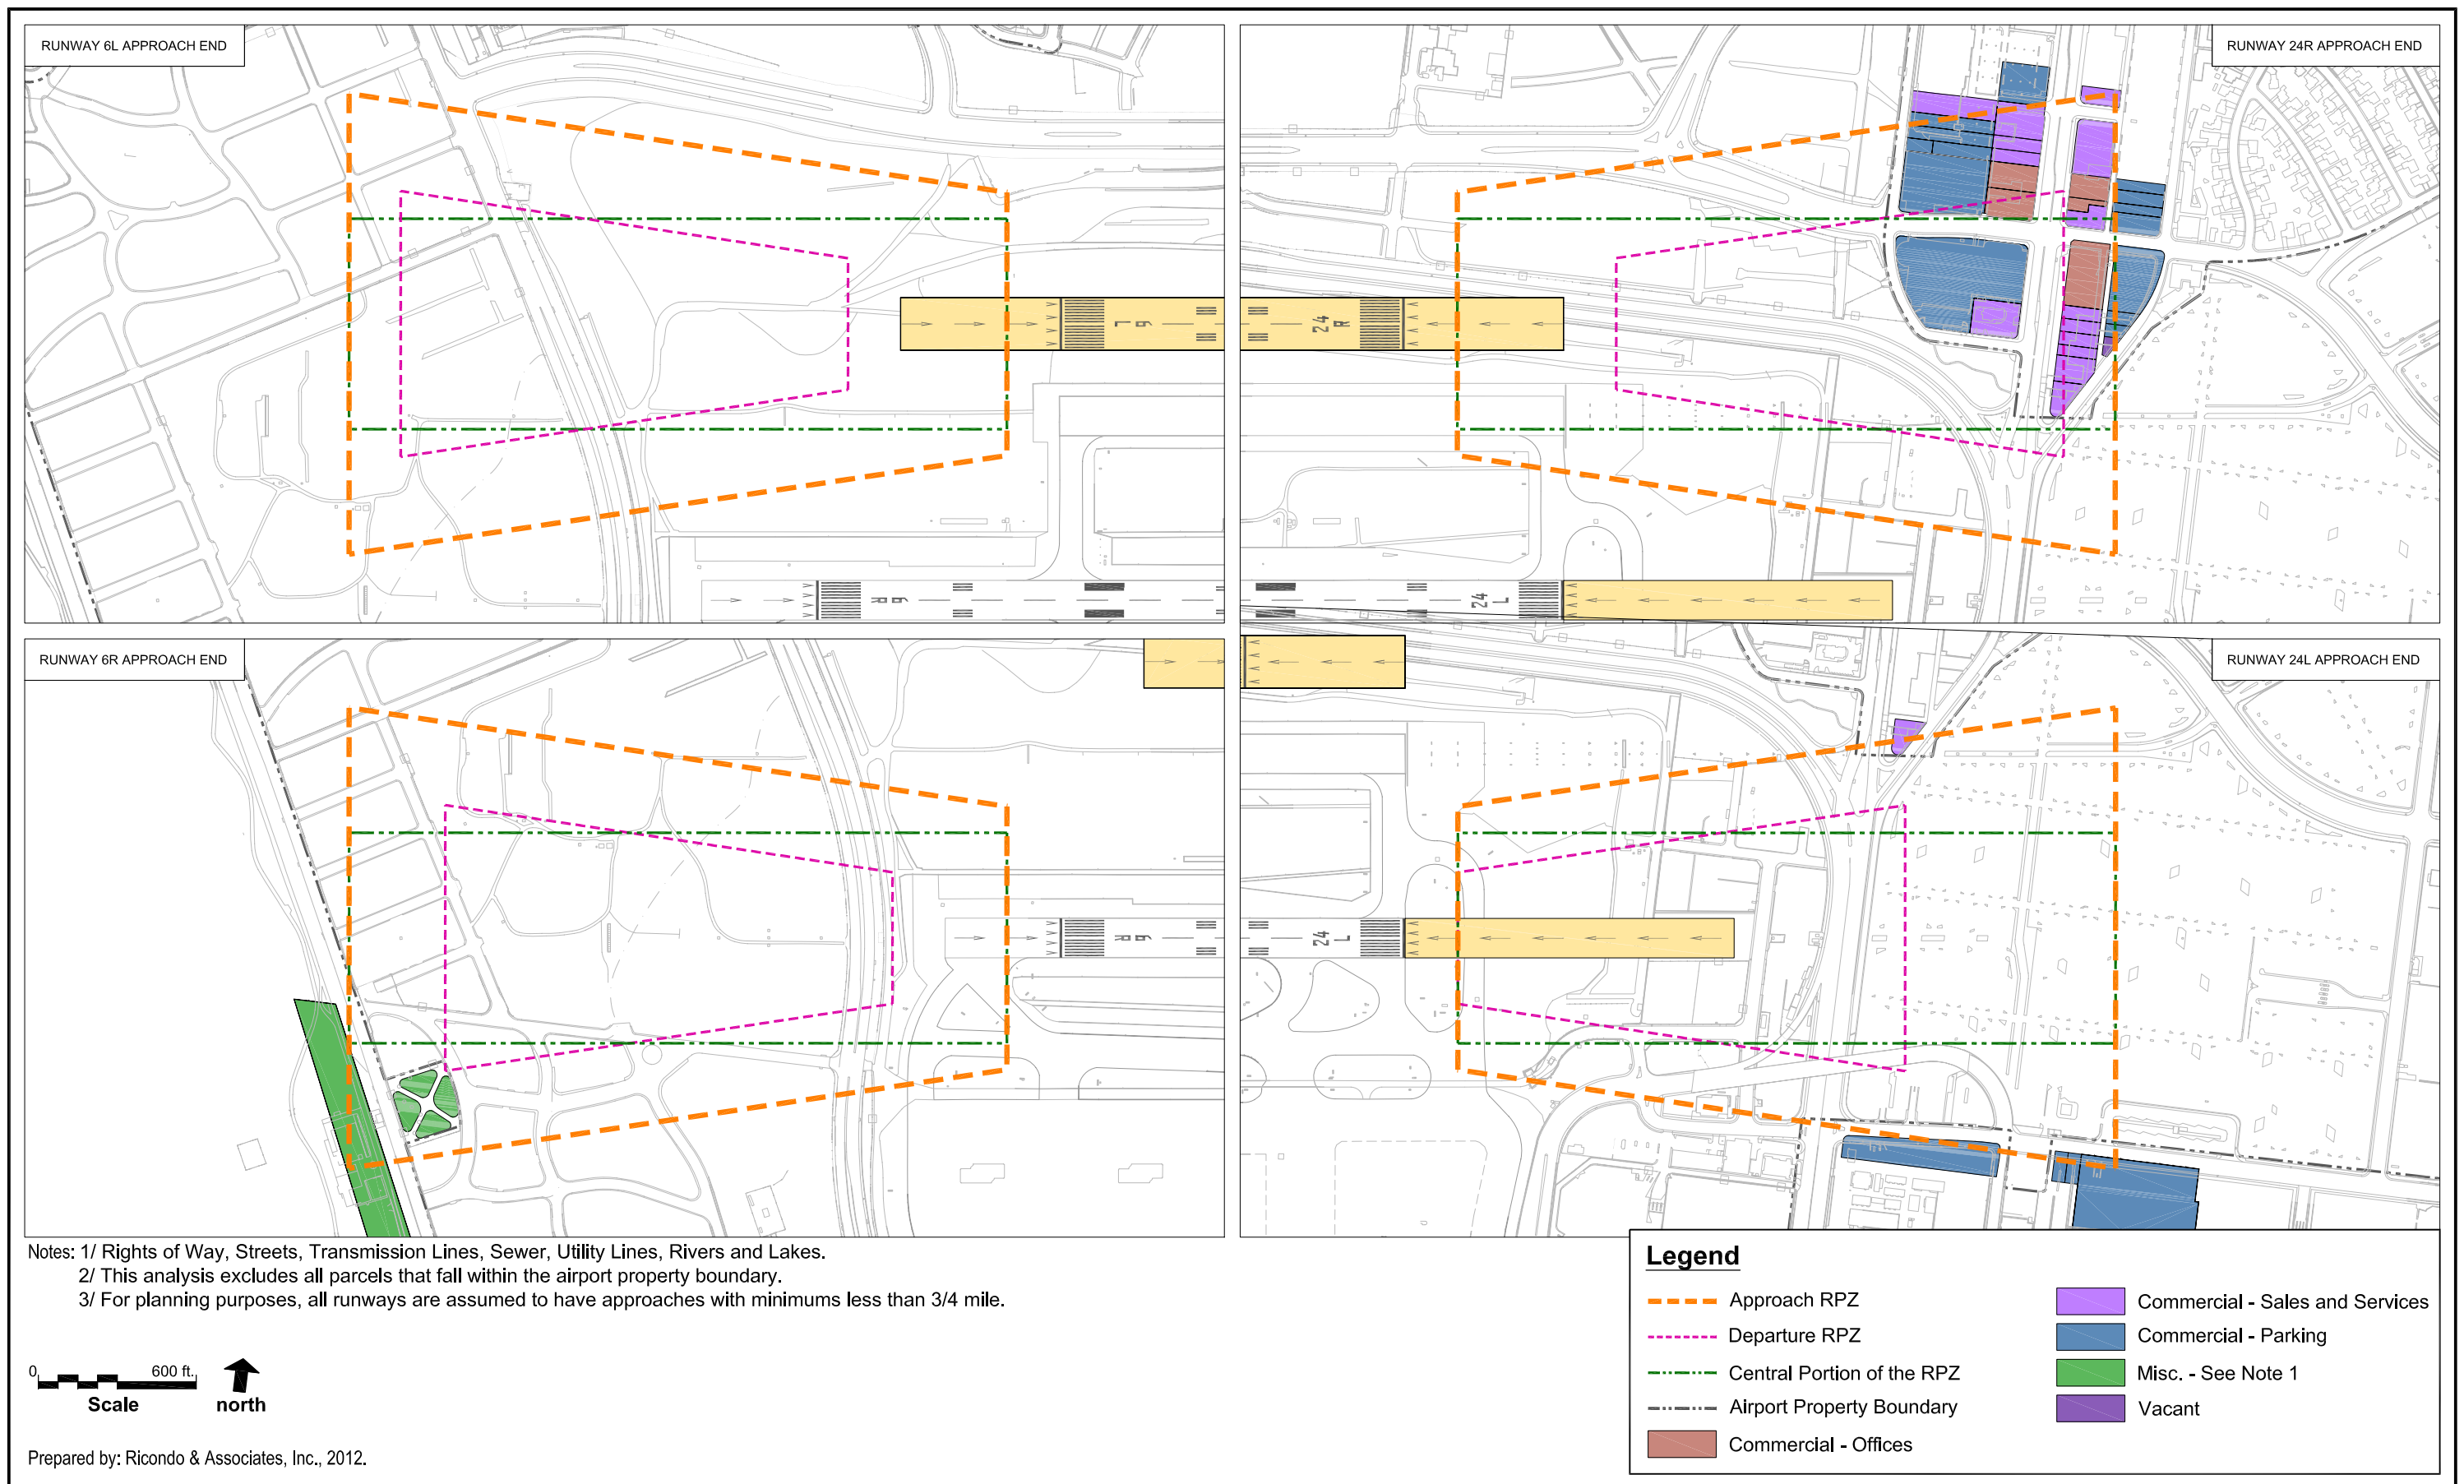 RUNWAY 6L APPROACH END
RUNWAY 24R APPROACH END
6L
24
R
6R
24
L
RUNWAY 6R APPROACH END
RUNWAY 24L APPROACH END
6R
24
L
Notes: 1/ Rights of Way, Streets, Transmission Lines, Sewer, Utility Lines, Rivers and Lakes.
2/ This analysis excludes all parcels that fall within the airport property boundary.
3/ For planning purposes, all runways are assumed to have approaches with minimums less than 3/4 mile.
0 600 ft.
Scale
north
Prepared by: Ricondo & Associates, Inc., 2012.
Legend
Approach RPZ
Departure RPZ
Central Portion of the RPZ
Airport Property Boundary
Commercial - Offices
Commercial - Sales and Services
Commercial - Parking
Misc. - See Note 1
Vacant